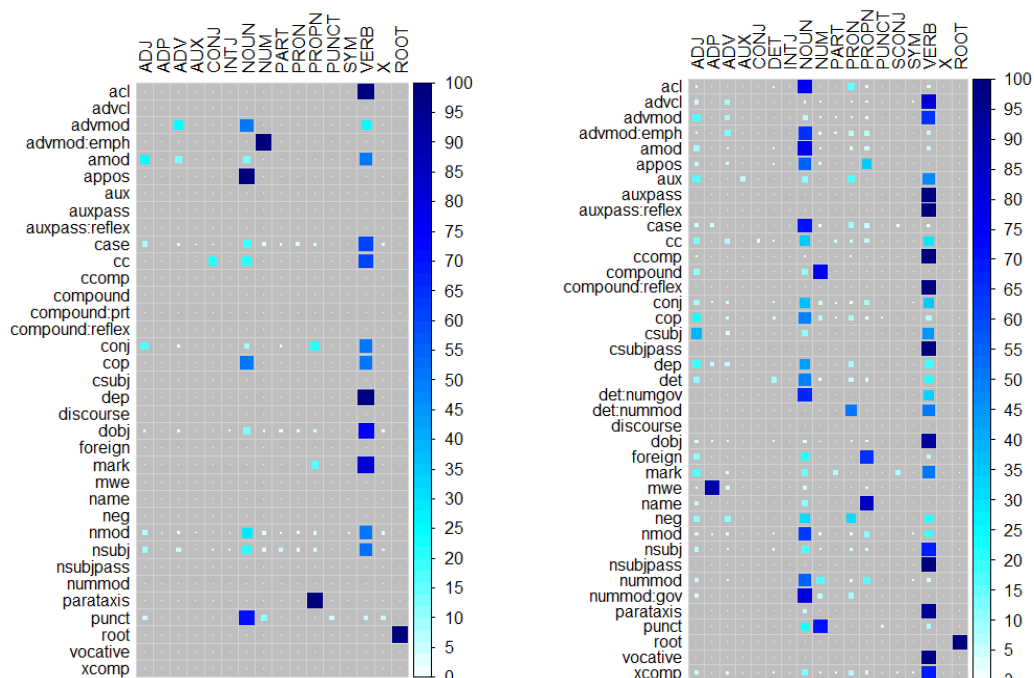 ADJ ADP ADV AUX CONJ INTJ NOUN NUM PART PRON PROPN PUNCT SYM VERB X ROOT
acl
advcl
advmod
advmod:emph
amod
appos
aux
auxpass
auxpass:reflex
case
cc
ccomp
compound
compound:prt
compound:reflex
conj
cop
csubj
dep
discourse
dobj
foreign
mark
mwe
name
neg
nmod
nsubj
nsubjpass
nummod
parataxis
punct
root
vocative
xcomp
100
95
90
85
80
75
70
65
60
55
50
45
40
35
30
25
20
15
10
5
0
ADJ ADP ADV AUX CONJ DET INTJ NOUN NUM PART PRON PROPN PUNCT SCONJ SYM VERB X ROOT
acl
advcl
advmod
advmod:emph
amod
appos
aux
auxpass
auxpass:reflex
case
cc
ccomp
compound
compound:reflex
conj
cop
csubj
csubjpass
dep
det
det:numgov
det:nummod
discourse
dobj
foreign
mark
mwe
name
neg
nmod
nsubj
nsubjpass
nummod
nummod:gov
parataxis
punct
root
vocative
xcomp
100
95
90
85
80
75
70
65
60
55
50
45
40
35
30
25
20
15
10
5